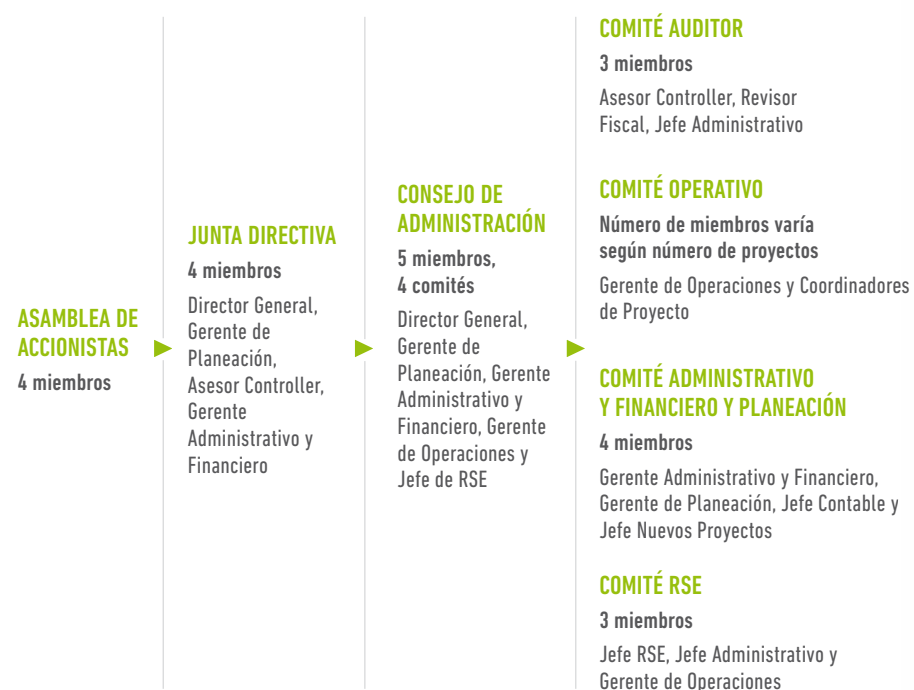 ASAMBLEA DE
ACCIONISTAS
4 miembros
JUNTA DIRECTIVA
4 miembros
Director General,
Gerente de
Planeación,
Asesor Controller,
Gerente
Administrativo y
Financiero
CONSEJO DE
ADMINISTRACIÓN
5 miembros,
4 comités
Director General,
Gerente de
Planeación, Gerente
Administrativo y
Financiero, Gerente
de Operaciones y
Jefe de RSE
COMITÉ AUDITOR
3 miembros
Asesor Controller, Revisor
Fiscal, Jefe Administrativo
COMITÉ OPERATIVO
Número de miembros varía
según número de proyectos
Gerente de Operaciones y Coordinadores
de Proyecto
COMITÉ ADMINISTRATIVO
Y FINANCIERO Y PLANEACIÓN
4 miembros
Gerente Administrativo y Financiero,
Gerente de Planeación, Jefe Contable y
Jefe Nuevos Proyectos
COMITÉ RSE
3 miembros
Jefe RSE, Jefe Administrativo y
Gerente de Operaciones